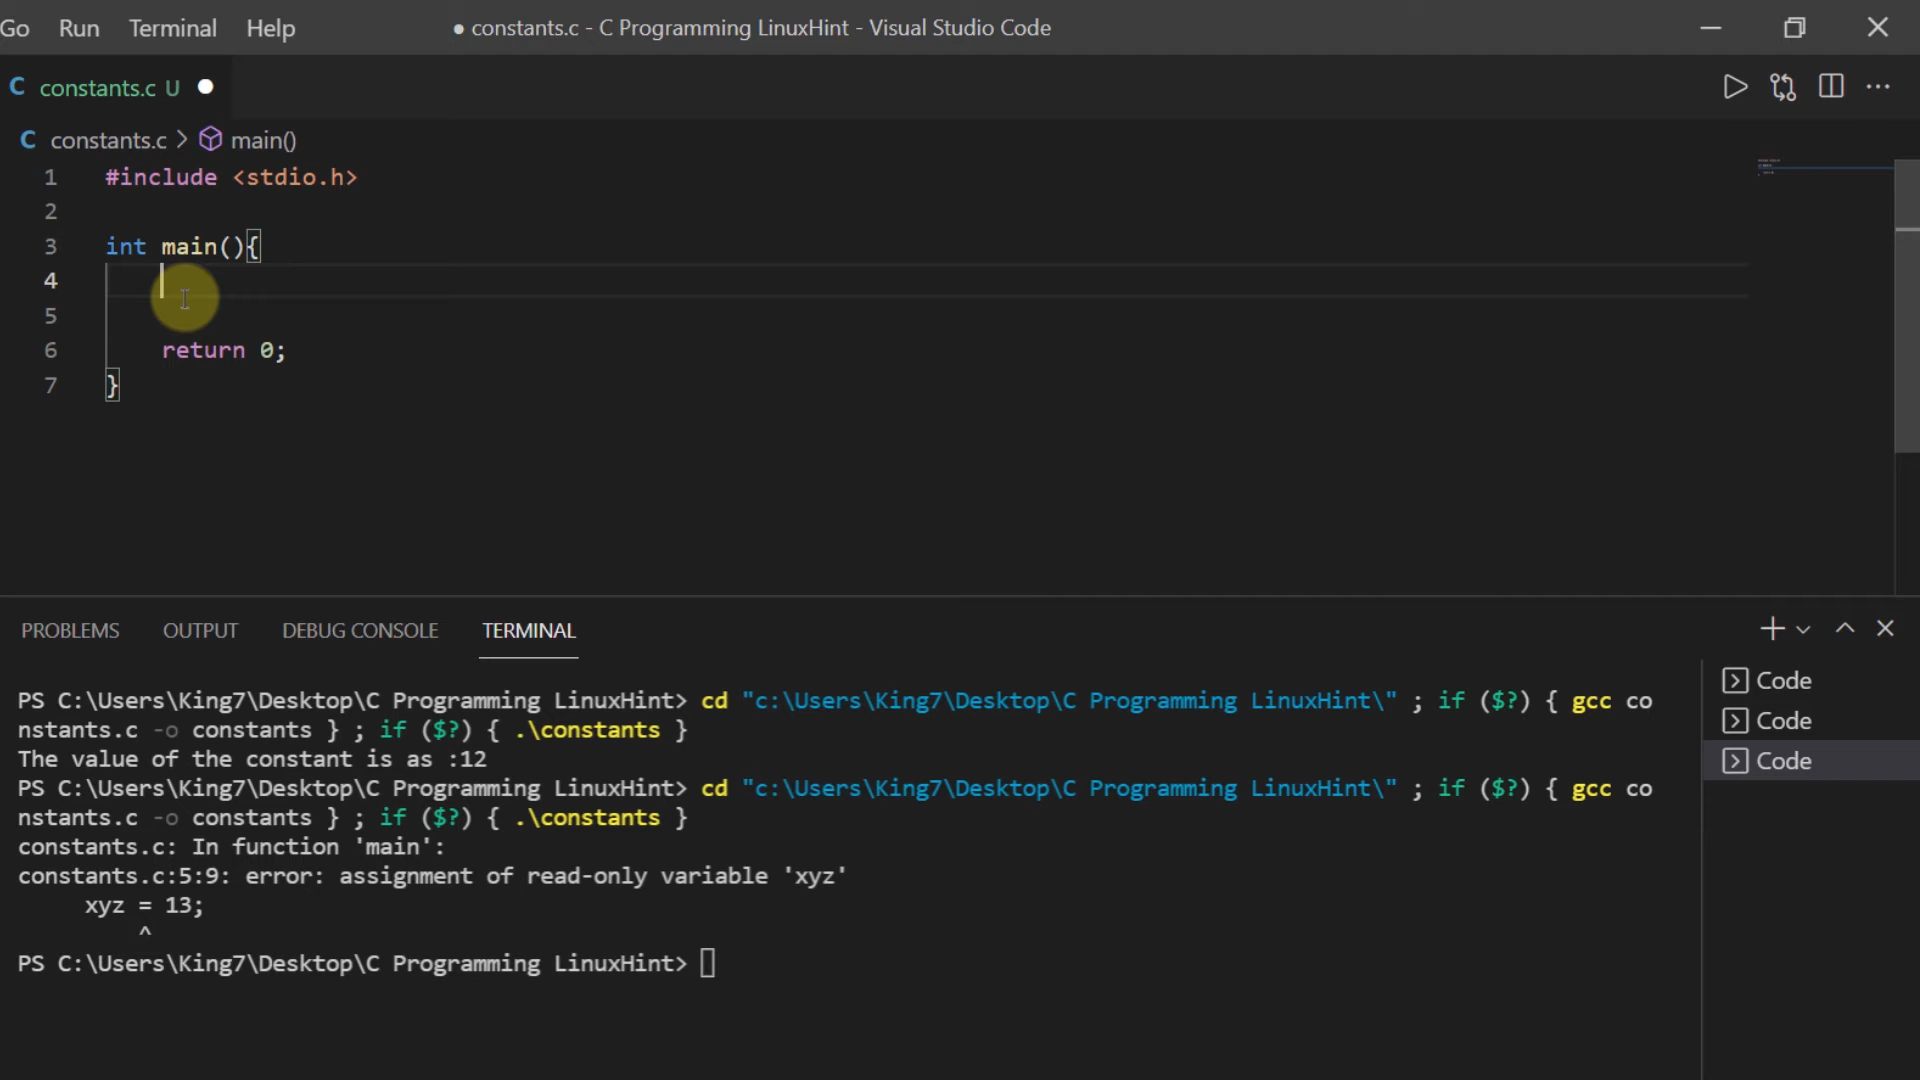 Go Run Terminal Help ● constants.c - C Programming LinuxHint - Visual Studio Code
C constants.c U ●
C constants.c > main()
1 #include <stdio.h>
2
3 int main(){
4
5
6 return 0;
7 }
PROBLEMS OUTPUT DEBUG CONSOLE TERMINAL
PS C:\Users\King7\Desktop\C Programming LinuxHint> cd "c:\Users\King7\Desktop\C Programming LinuxHint\" ; if ($?) { gcc co
nstants.c -o constants } ; if ($?) { .\constants }
The value of the constant is as :12
PS C:\Users\King7\Desktop\C Programming LinuxHint> cd "c:\Users\King7\Desktop\C Programming LinuxHint\" ; if ($?) { gcc co
nstants.c -o constants } ; if ($?) { .\constants }
constants.c: In function 'main':
constants.c:5:9: error: assignment of read-only variable 'xyz'
xyz = 13;
^
PS C:\Users\King7\Desktop\C Programming LinuxHint>
Code
Code
Code